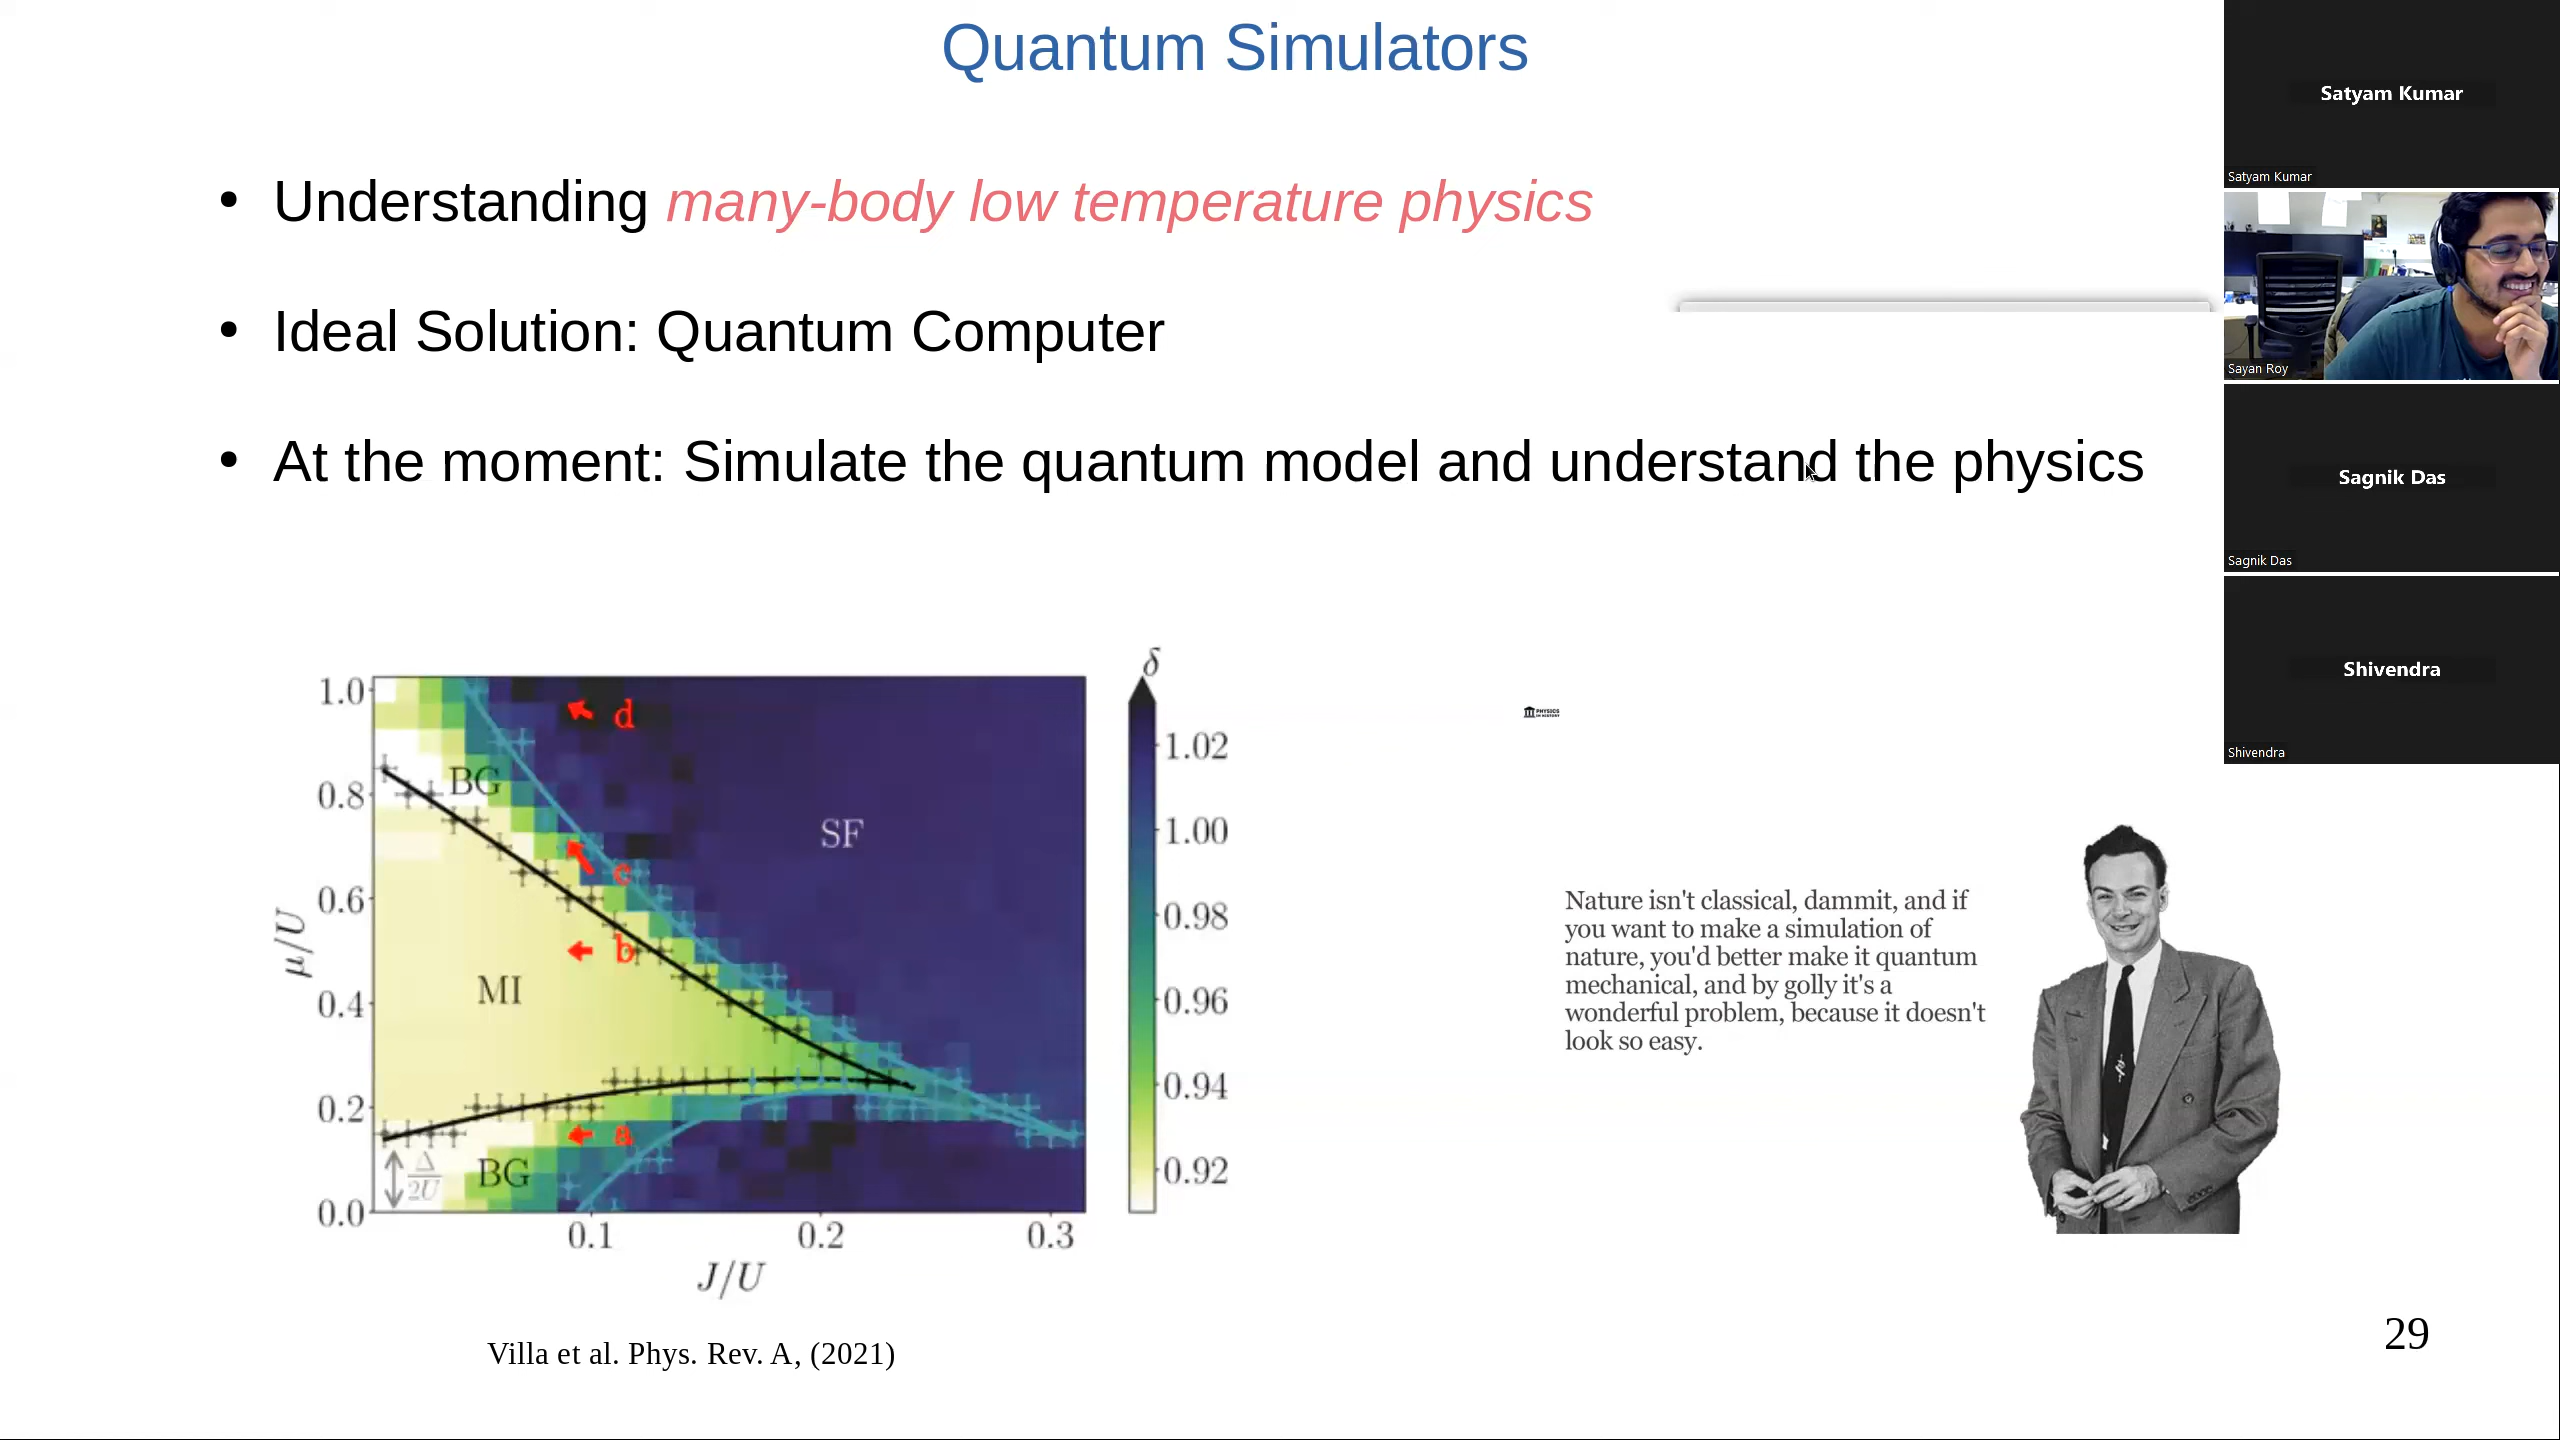 Quantum Simulators
• Understanding many-body low temperature physics
• Ideal Solution: Quantum Computer
• At the moment: Simulate the quantum model and understand the physics
δ
1.0
0.8
0.6
0.4
0.2
0.0
μ/U
BG
MI
BG
SF
d
c
b
a
Δ
2U
0.1 0.2 0.3
J/U
1.02
1.00
0.98
0.96
0.94
0.92
Villa et al. Phys. Rev. A, (2021)
PHYSICS
IN HISTORY
Nature isn't classical, dammit, and if
you want to make a simulation of
nature, you'd better make it quantum
mechanical, and by golly it's a
wonderful problem, because it doesn't
look so easy.
29
Satyam Kumar
Satyam Kumar
Sayan Roy
Sagnik Das
Sagnik Das
Shivendra
Shivendra